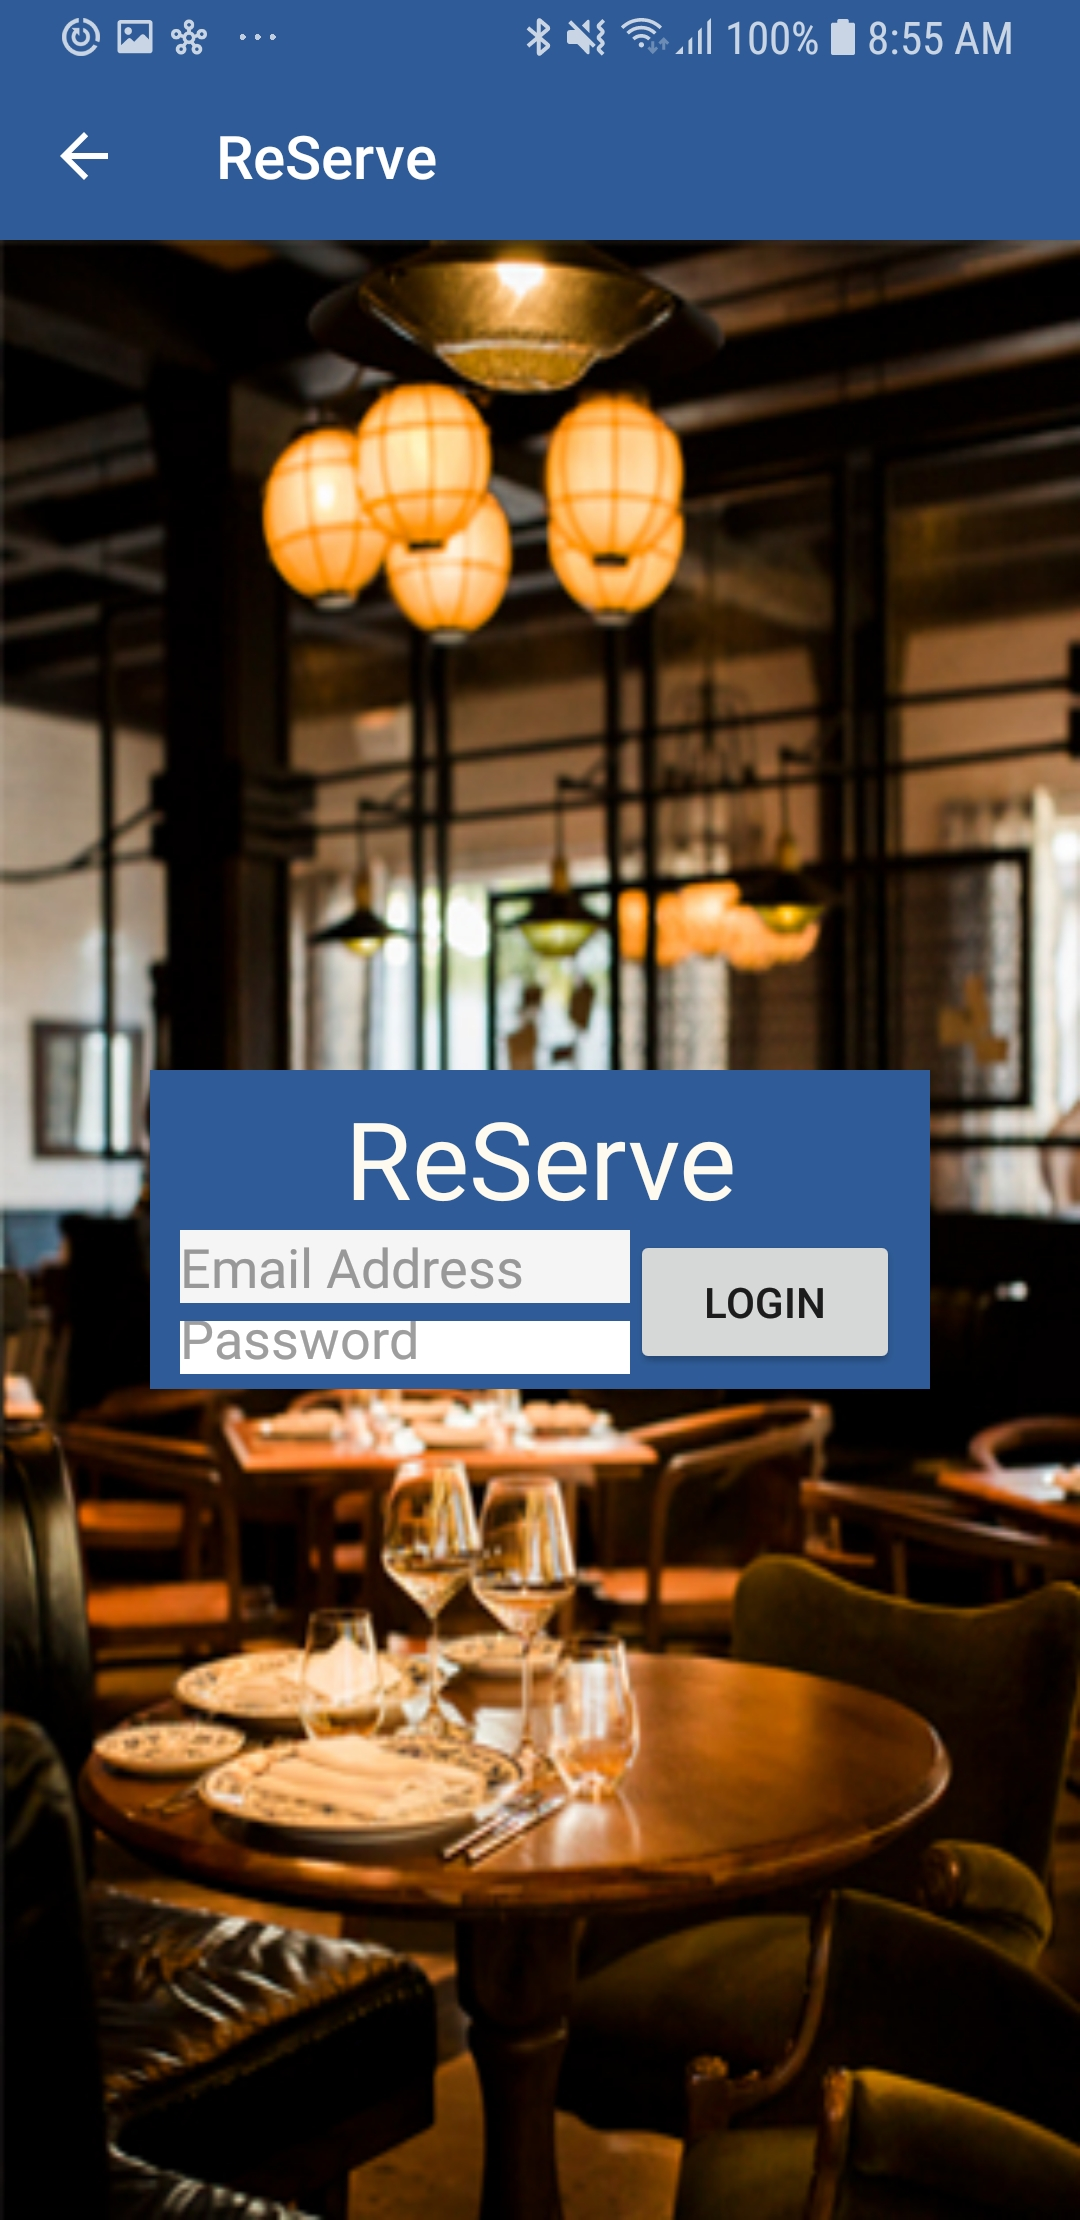 100% 8:55 AM
ReServe
ReServe
Email Address
LOGIN
Password